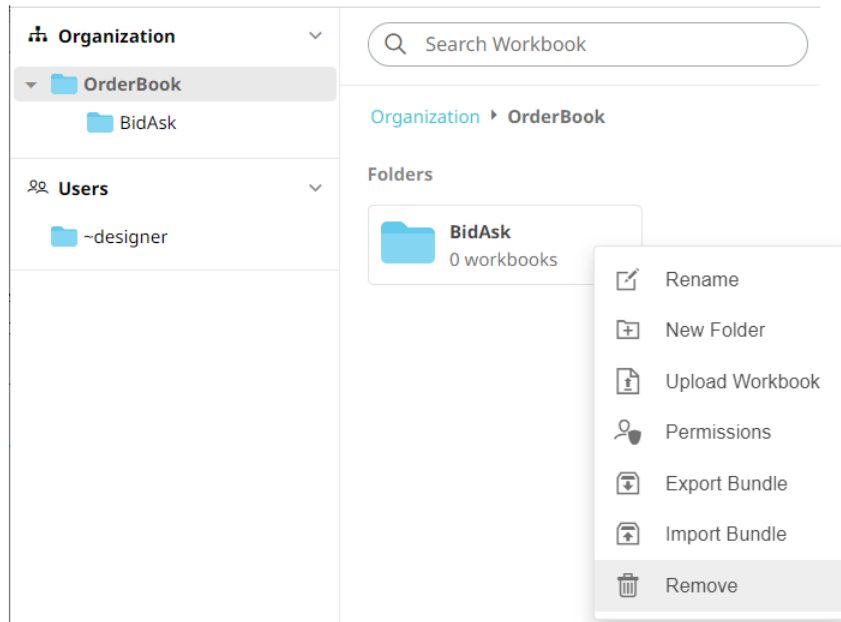 Organization
OrderBook
BidAsk
Users
~designer
Search Workbook
Organization OrderBook
Folders
BidAsk
0 workbooks
Rename
New Folder
Upload Workbook
Permissions
Export Bundle
Import Bundle
Remove